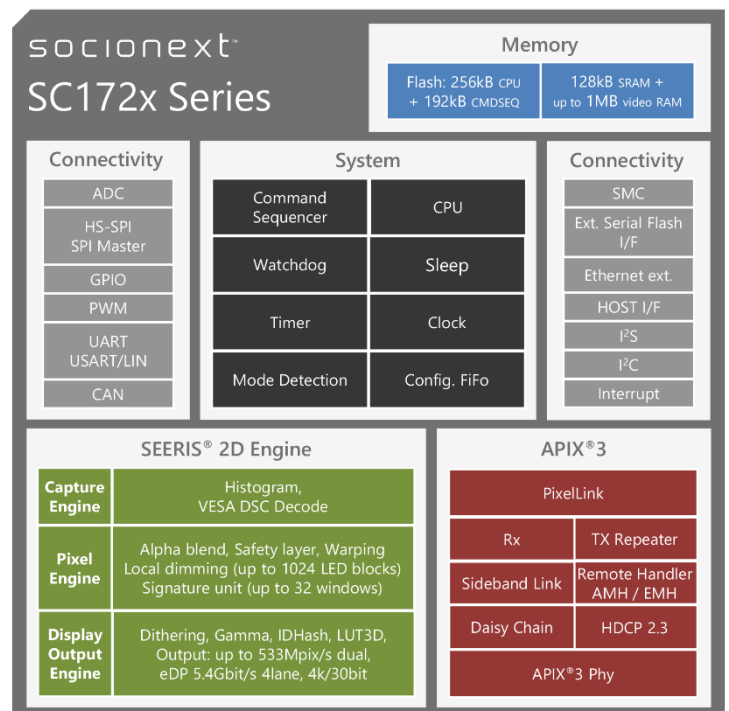 socionext™
SC172x Series
Memory
Flash: 256kB CPU
+ 192kB CMDSEQ
128kB SRAM +
up to 1MB video RAM
Connectivity
ADC
HS-SPI
SPI Master
GPIO
PWM
UART
USART/LIN
CAN
System
Command
Sequencer
CPU
Watchdog
Sleep
Timer
Clock
Mode Detection
Config. FiFo
Connectivity
SMC
Ext. Serial Flash
I/F
Ethernet ext.
HOST I/F
I²S
I²C
Interrupt
SEERIS® 2D Engine
Capture
Engine
Histogram,
VESA DSC Decode
Pixel
Engine
Alpha blend, Safety layer, Warping
Local dimming (up to 1024 LED blocks)
Signature unit (up to 32 windows)
Display
Output
Engine
Dithering, Gamma, IDHash, LUT3D,
Output: up to 533Mpix/s dual,
eDP 5.4Gbit/s 4lane, 4k/30bit
APIX®3
PixelLink
Rx
TX Repeater
Sideband Link
Remote Handler
AMH / EMH
Daisy Chain
HDCP 2.3
APIX®3 Phy